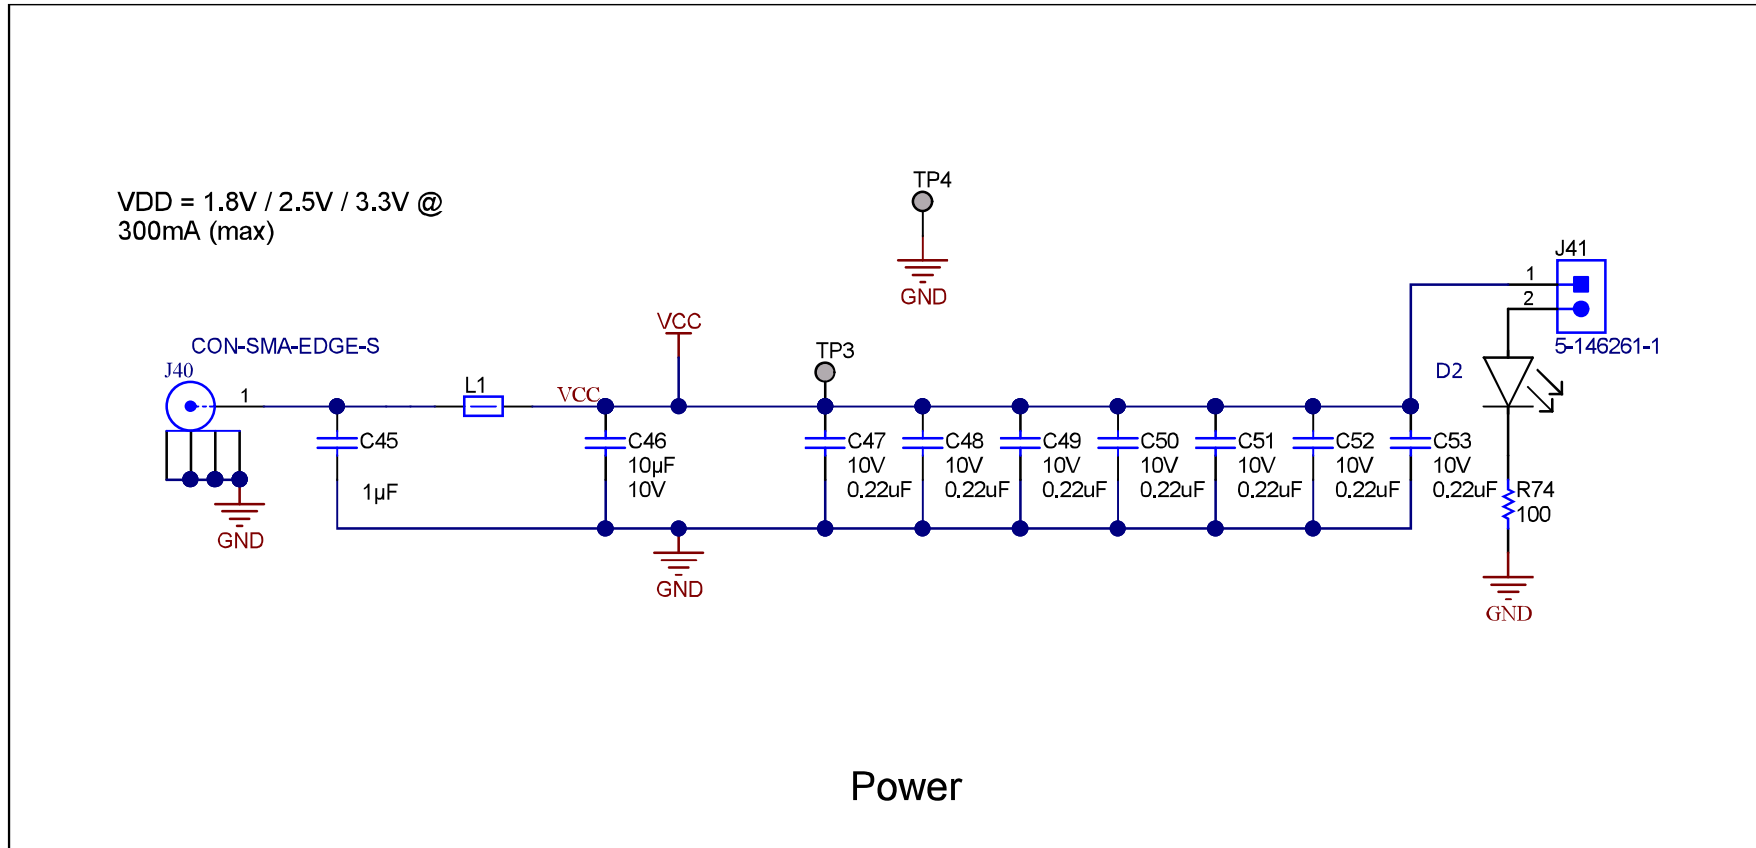 VDD = 1.8V / 2.5V / 3.3V @
300mA (max)
TP4
GND
J41
1
2
5-146261-1
CON-SMA-EDGE-S
J40
1
L1
VCC
VCC
TP3
D2
C45
1µF
C46
10µF
10V
C47
10V
0.22uF
C48
10V
0.22uF
C49
10V
0.22uF
C50
10V
0.22uF
C51
10V
0.22uF
C52
10V
0.22uF
C53
10V
0.22uF
R74
100
GND
GND
GND
Power